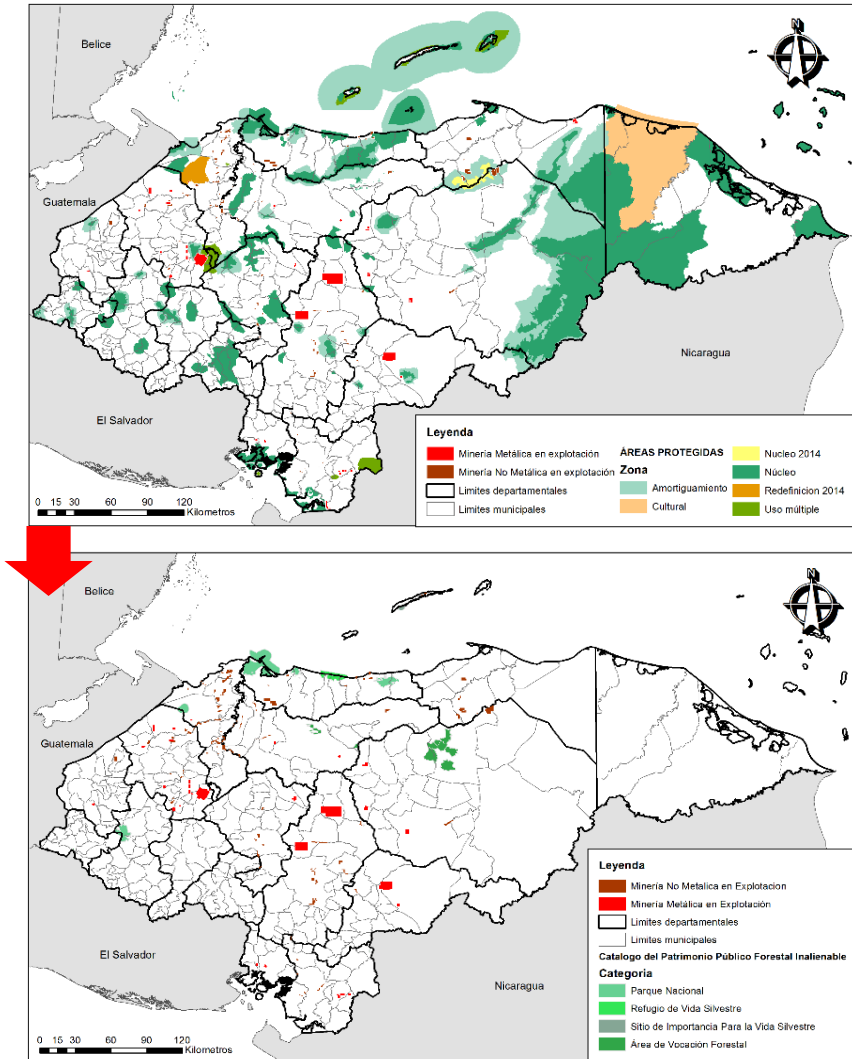 Belice
N
Guatemala
Nicaragua
El Salvador
Leyenda
Minería Metálica en explotación
Minería No Metálica en explotación
Limites departamentales
Limites municipales
ÁREAS PROTEGIDAS
Zona
Amortiguamiento
Cultural
Nucleo 2014
Núcleo
Redefinicion 2014
Uso múltiple
0 15 30 60 90 120
Kilometros
Belice
N
Guatemala
El Salvador
Nicaragua
Leyenda
Minería No Metalica en Explotacion
Minería Metálica en Explotación
Limites departamentales
Limites municipales
Catalogo del Patrimonio Público Forestal Inalienable
Categoria
Parque Nacional
Refugio de Vida Silvestre
Sitio de Importancia Para la Vida Silvestre
Área de Vocación Forestal
0 15 30 60 90 120
Kilometros